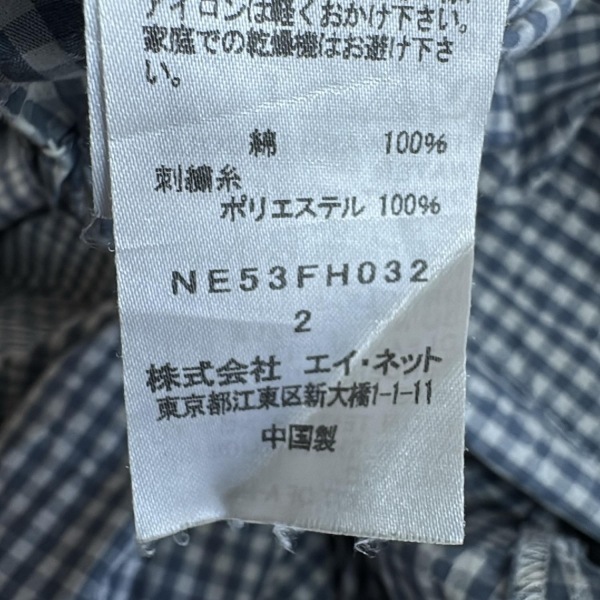 アイロンは軽くおかけ下さい。
家庭での乾燥機はお避け下さ
い。
綿 100%
刺繍糸
ポリエステル 100%
NE53FH032
2
株式会社 エイ・ネット
東京都江東区新大橋1-1-11
中国製